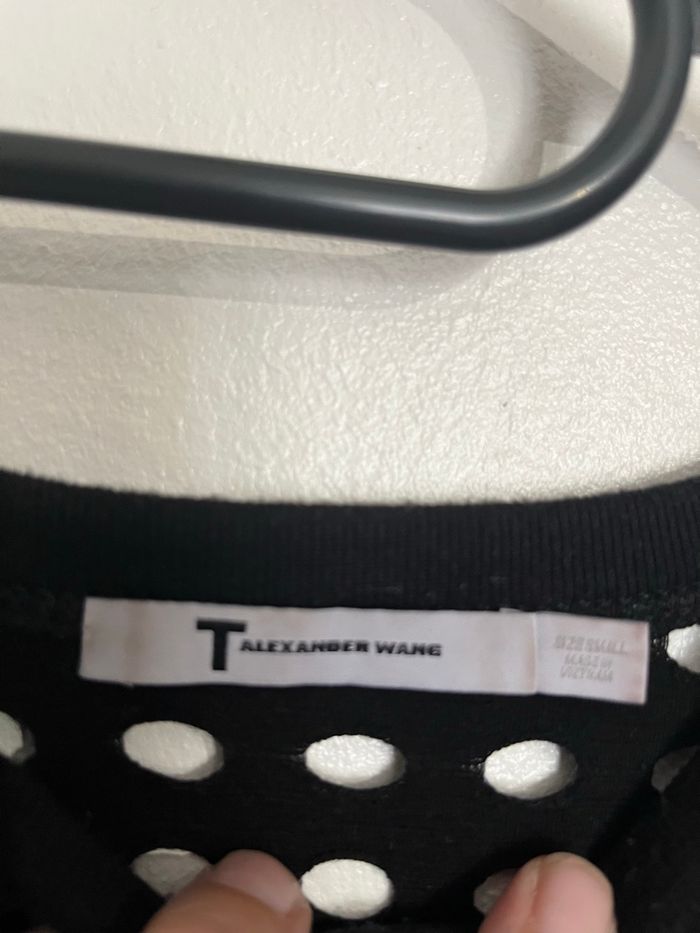 T ALEXANDER WANG
SIZE SMALL
MADE IN
VIETNAM